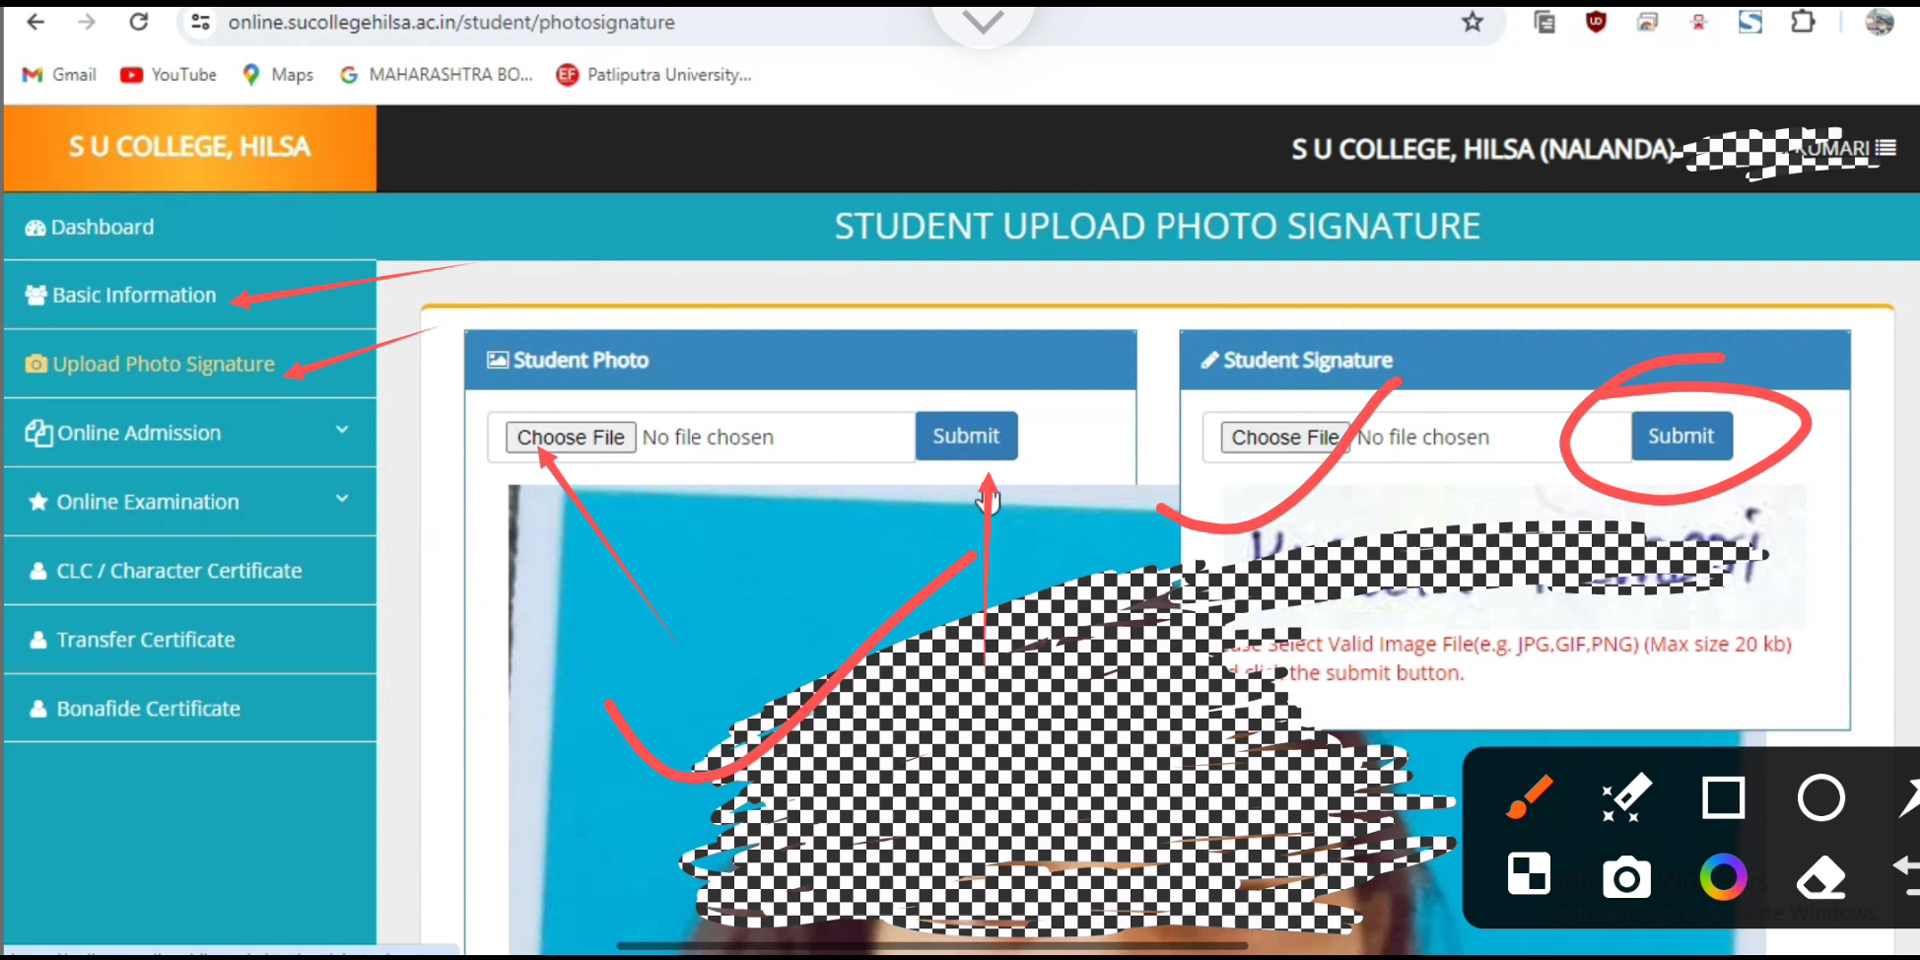 online.sucollegehilsa.ac.in/student/photosignature
Gmail YouTube Maps MAHARASHTRA BO... Patliputra University...
S U COLLEGE, HILSA
S U COLLEGE, HILSA (NALANDA) KUMARI
STUDENT UPLOAD PHOTO SIGNATURE
Dashboard
Basic Information
Upload Photo Signature
Online Admission
Online Examination
CLC / Character Certificate
Transfer Certificate
Bonafide Certificate
Student Photo
Choose File No file chosen Submit
Student Signature
Choose File No file chosen Submit
Select Valid Image File(e.g. JPG,GIF,PNG) (Max size 20 kb)
the submit button.